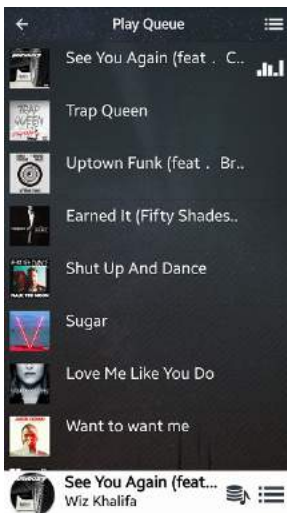 Play Queue
See You Again (feat . C..
Trap Queen
Uptown Funk (feat . Br..
Earned It (Fifty Shades..
Shut Up And Dance
Sugar
Love Me Like You Do
Want to want me
See You Again (feat...
Wiz Khalifa